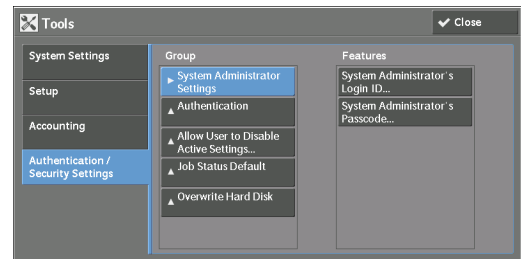 Tools
Close
System Settings
Setup
Accounting
Authentication /
Security Settings
Group
System Administrator
Settings
Authentication
Allow User to Disable
Active Settings...
Job Status Default
Overwrite Hard Disk
Features
System Administrator's
Login ID...
System Administrator's
Passcode...